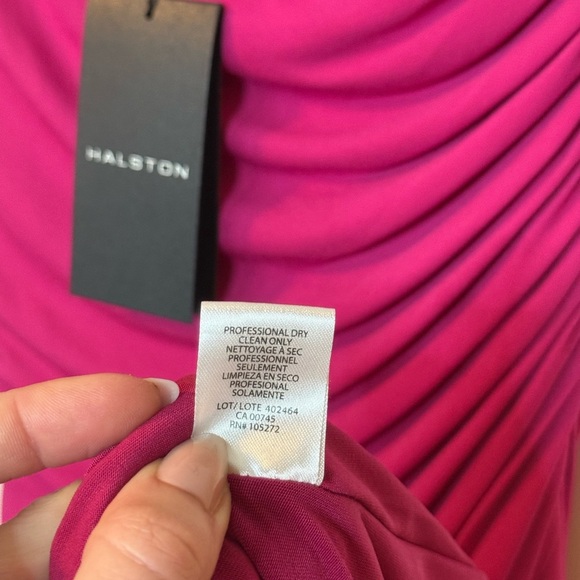 HALSTON
PROFESSIONAL DRY
CLEAN ONLY
NETTOYAGE À SEC
PROFESSIONNEL
SEULEMENT
LIMPIEZA EN SECO
PROFESIONAL
SOLAMENTE
LOT/ LOTE 402464
CA 00745
RN# 105272